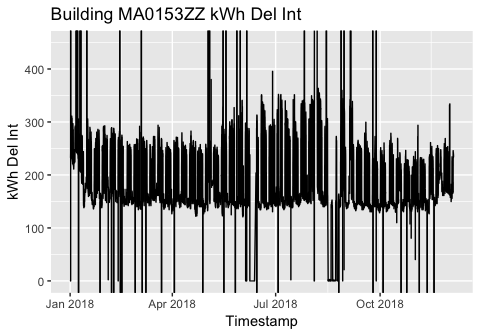 Building MA0153ZZ kWh Del Int
kWh Del Int
400
300
200
100
0
Jan 2018 Apr 2018 Jul 2018 Oct 2018
Timestamp